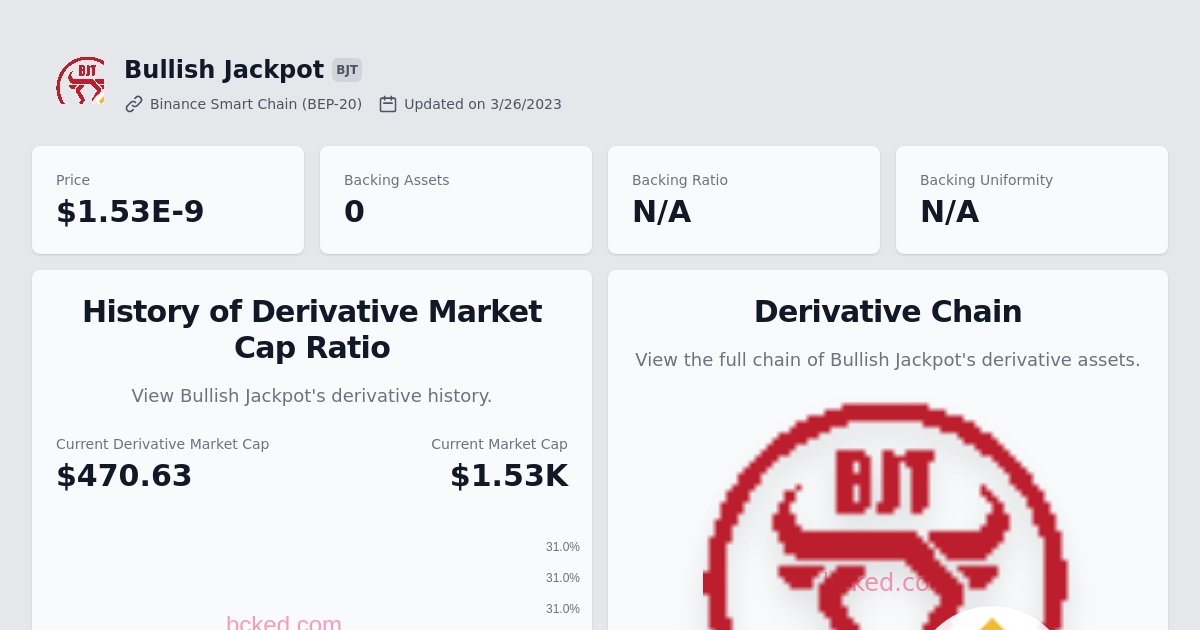 BJT
Bullish Jackpot BJT
Binance Smart Chain (BEP-20) Updated on 3/26/2023
Price
$1.53E-9
Backing Assets
0
Backing Ratio
N/A
Backing Uniformity
N/A
History of Derivative Market
Cap Ratio
View Bullish Jackpot's derivative history.
Current Derivative Market Cap
$470.63
Current Market Cap
$1.53K
31.0%
31.0%
31.0%
bcked.com
Derivative Chain
View the full chain of Bullish Jackpot's derivative assets.
BJT